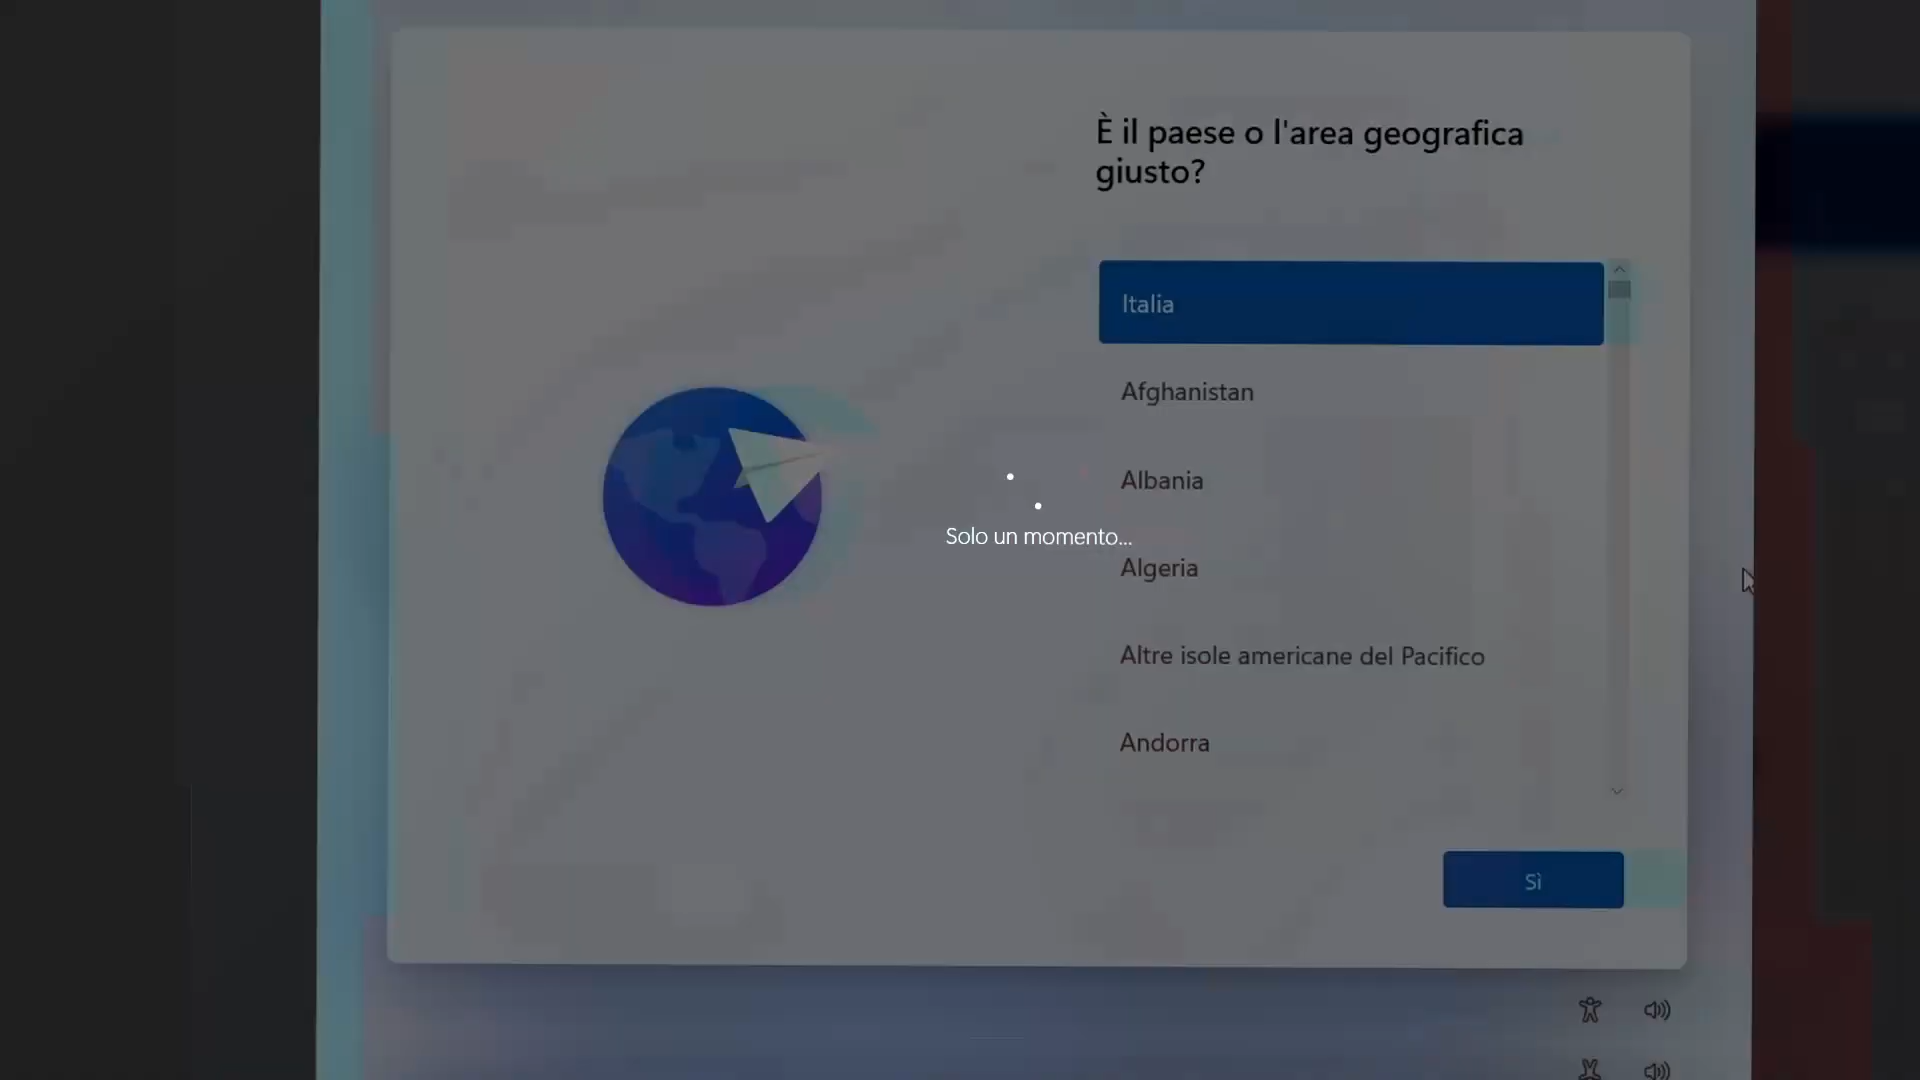 È il paese o l'area geografica
giusto?
Italia
Afghanistan
Albania
Solo un momento...
Algeria
Altre isole americane del Pacifico
Andorra
Sì